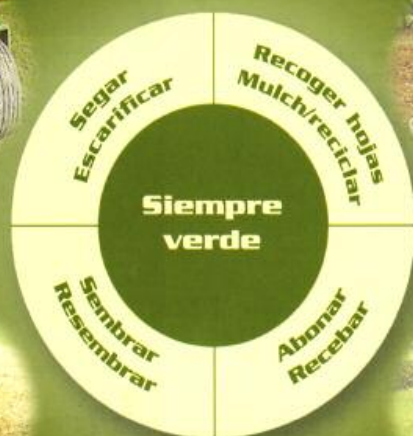 Segar
Escarificar
Recoger hojas
Mulch/reciclar
Siempre
verde
Sembrar
Resembrar
Abonar
Recebar